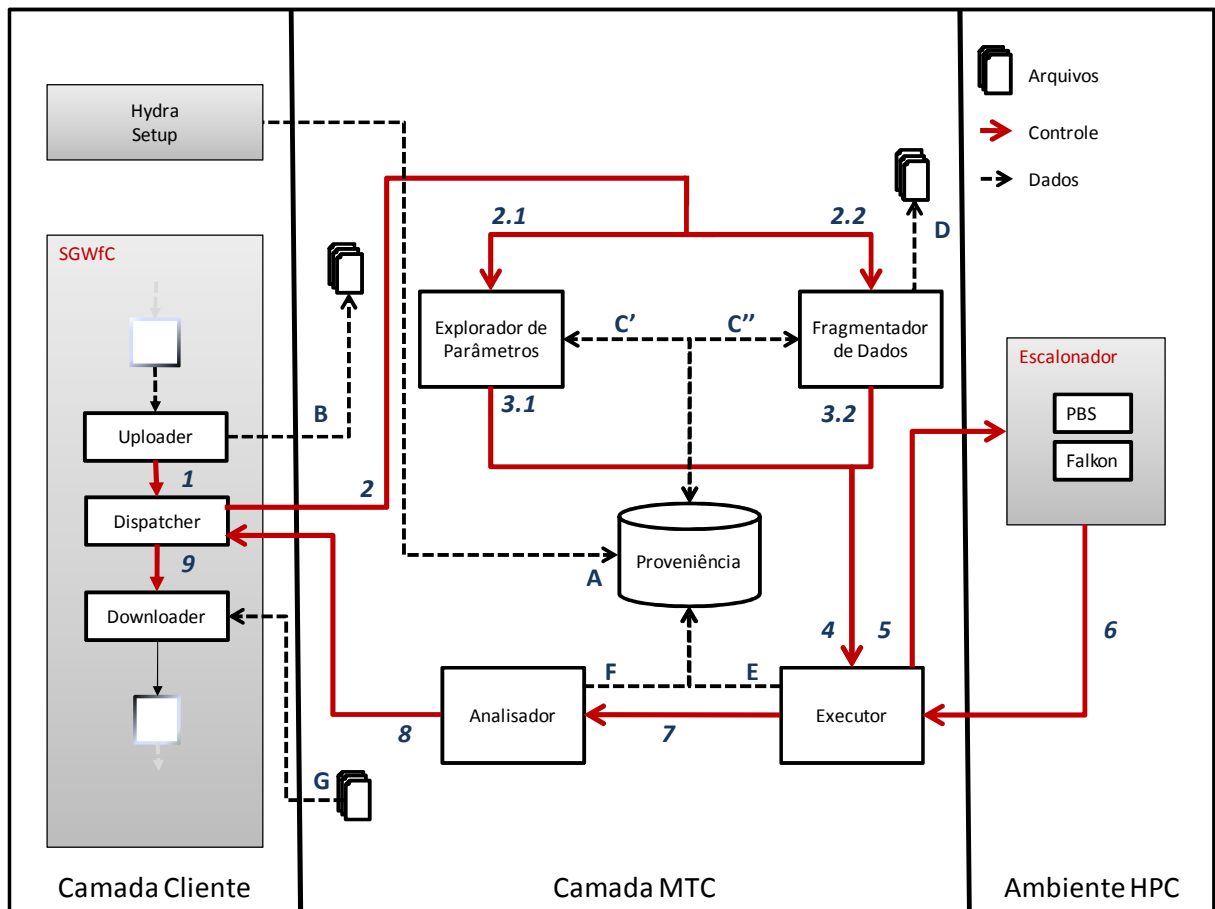 Hydra
Setup
SGWfC
Uploader
1
Dispatcher
9
Downloader
Camada Cliente
A
B
2
2.1
2.2
Explorador de
Parâmetros
C’
C’’
Fragmentador
de Dados
D
3.1
3.2
Proveniência
4
5
F
E
Analisador
7
Executor
8
G
Camada MTC
Arquivos
Controle
Dados
Escalonador
PBS
Falkon
6
Ambiente HPC